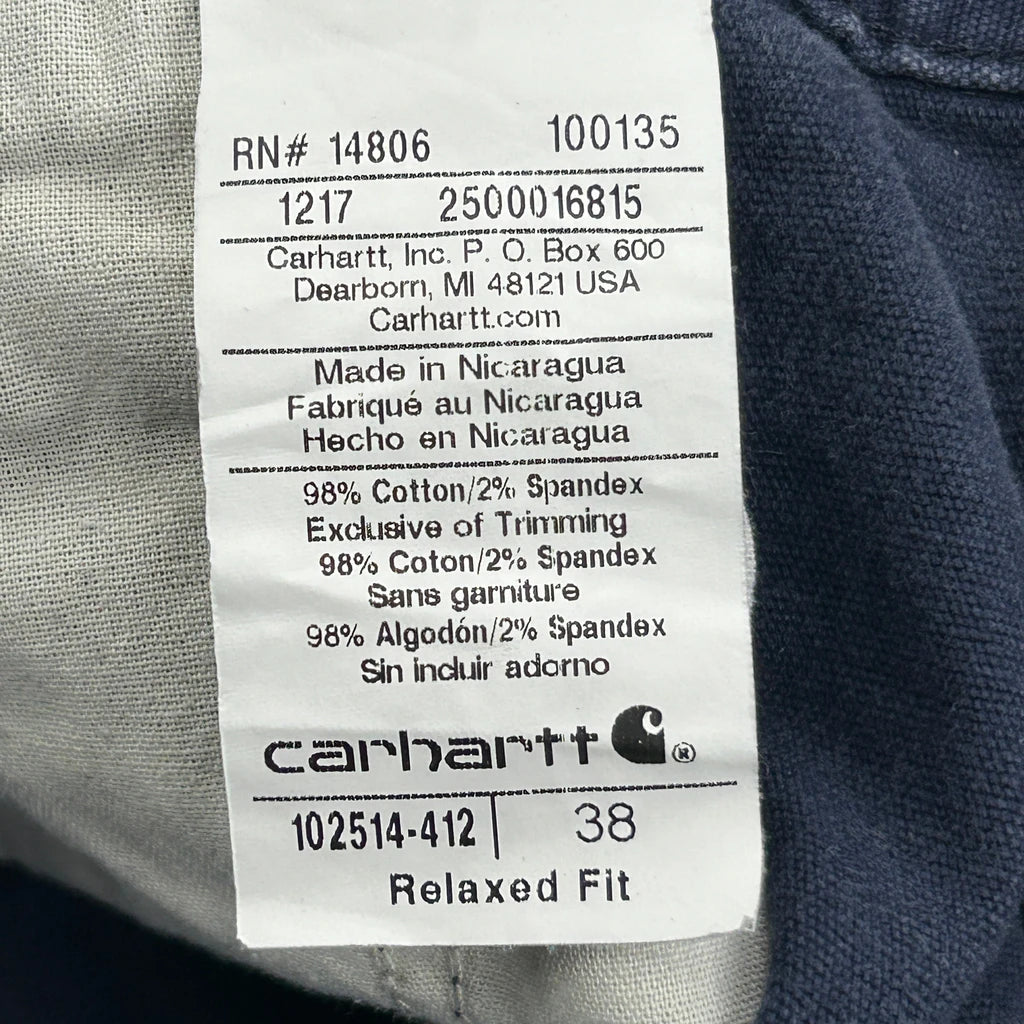 RN# 14806 100135
1217 2500016815
Carhartt, Inc. P. O. Box 600
Dearborn, MI 48121 USA
Carhartt.com
Made in Nicaragua
Fabriqué au Nicaragua
Hecho en Nicaragua
98% Cotton/2% Spandex
Exclusive of Trimming
98% Coton/2% Spandex
Sans garniture
98% Algodón/2% Spandex
Sin incluir adorno
carhartt ®
102514-412 | 38
Relaxed Fit